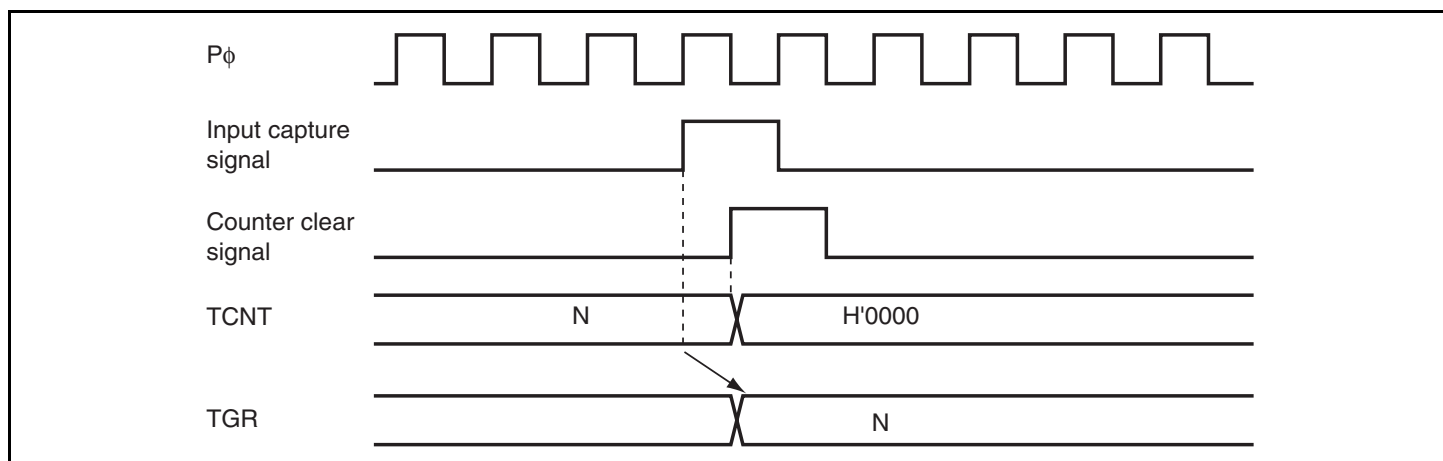 Pϕ
Input capture
signal
Counter clear
signal
TCNT
N
H'0000
TGR
N